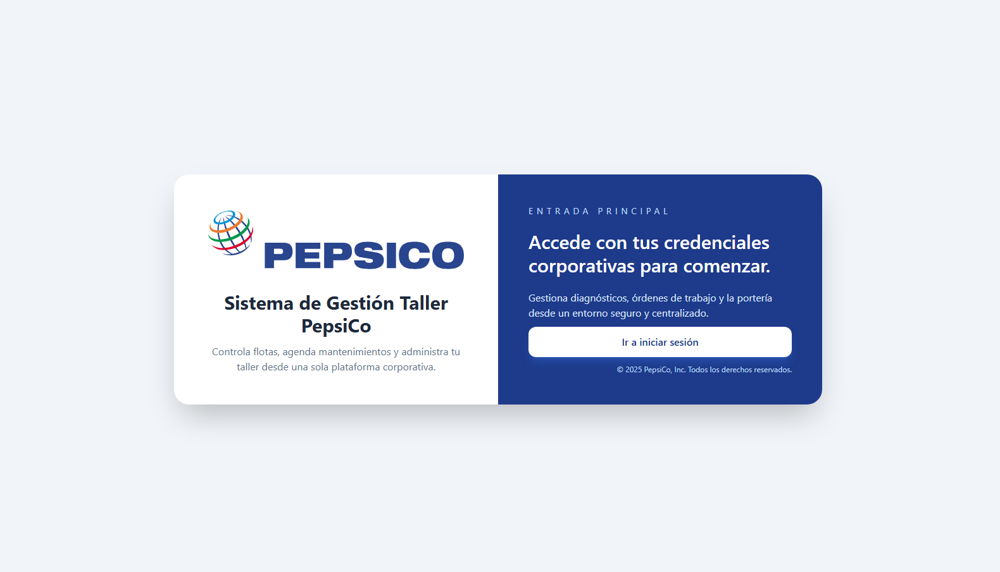 PEPSICO
Sistema de Gestión Taller
PepsiCo
Controla flotas, agenda mantenimientos y administra tu
taller desde una sola plataforma corporativa.
ENTRADA PRINCIPAL
Accede con tus credenciales
corporativas para comenzar.
Gestiona diagnósticos, órdenes de trabajo y la portería
desde un entorno seguro y centralizado.
Ir a iniciar sesión
© 2025 PepsiCo, Inc. Todos los derechos reservados.